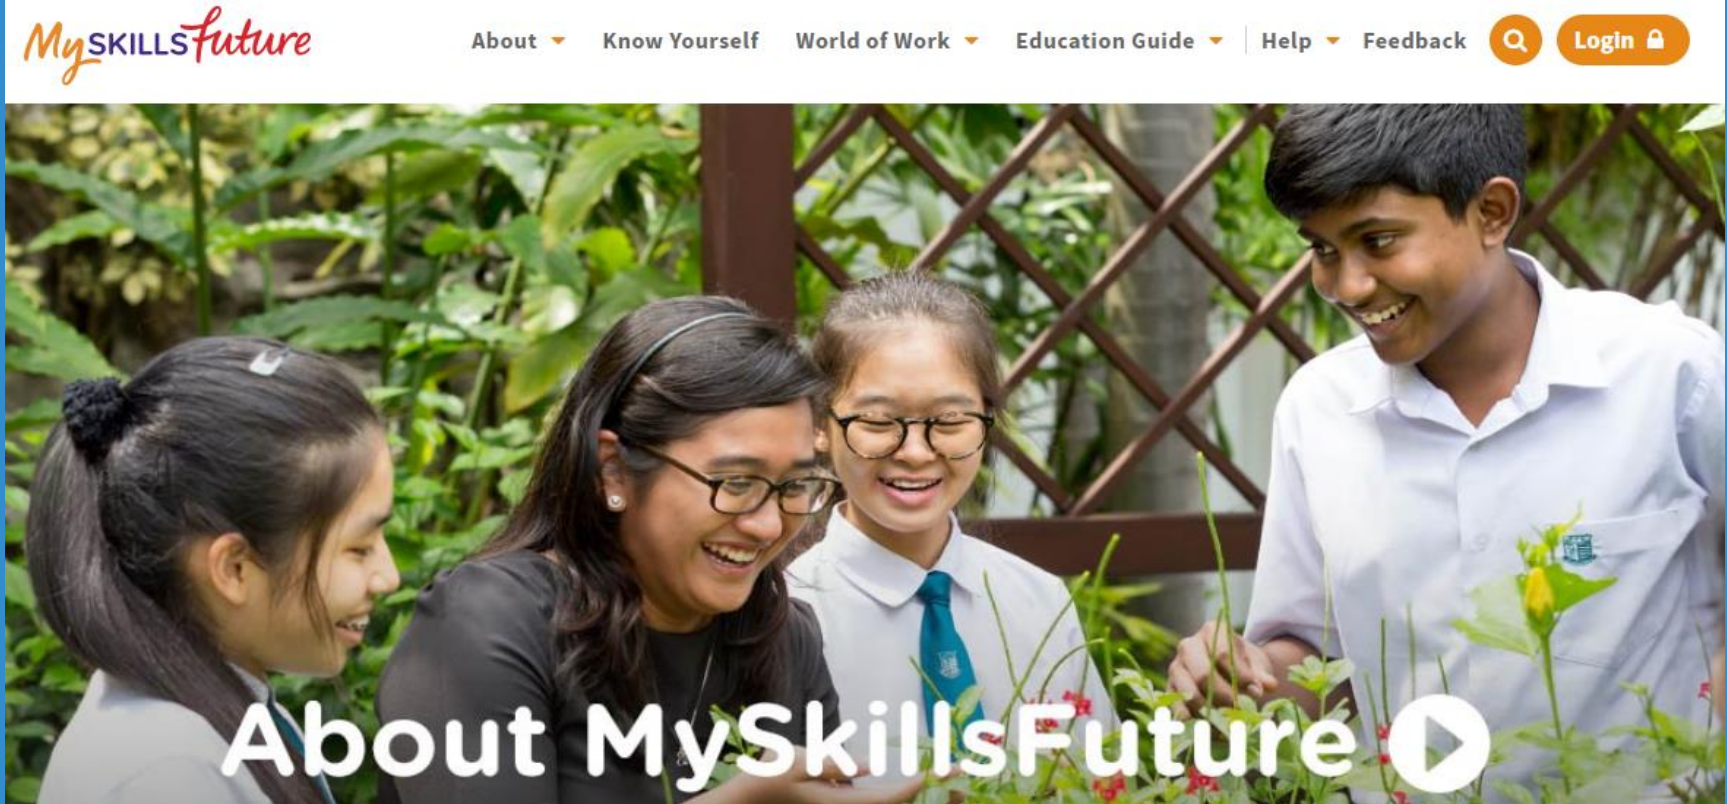 MySKILLSfuture
About Know Yourself World of Work Education Guide Help Feedback Login
About MySkillsFuture